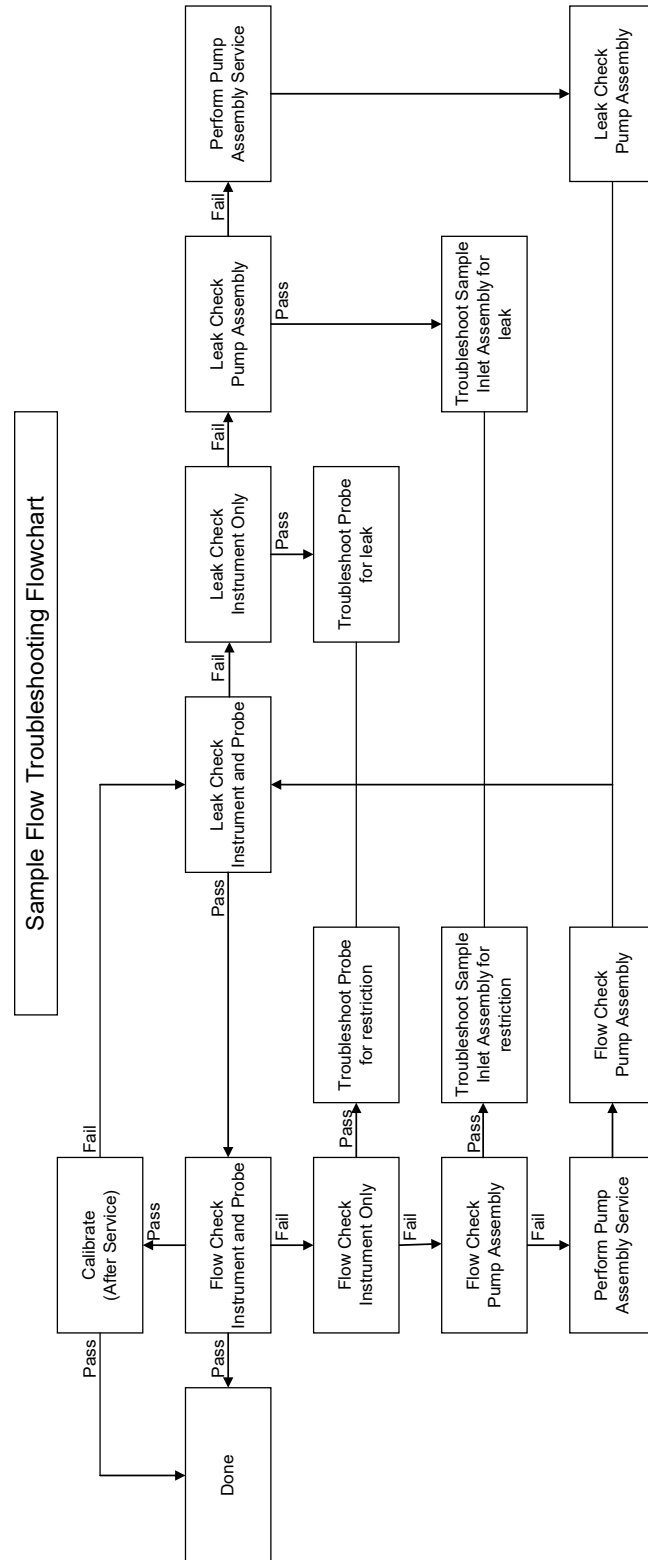 Sample Flow Troubleshooting Flowchart
Calibrate
(After Service)
Pass
Fail
Pass
Done
Pass
Flow Check
Instrument and Probe
Pass
Leak Check
Instrument and Probe
Fail
Leak Check
Instrument Only
Fail
Leak Check
Pump Assembly
Fail
Perform Pump
Assembly Service
Fail
Pass
Pass
Flow Check
Instrument Only
Pass
Troubleshoot Probe
for restriction
Troubleshoot Probe
for leak
Fail
Flow Check
Pump Assembly
Pass
Troubleshoot Sample
Inlet Assembly for
restriction
Troubleshoot Sample
Inlet Assembly for
leak
Fail
Perform Pump
Assembly Service
Flow Check
Pump Assembly
Leak Check
Pump Assembly